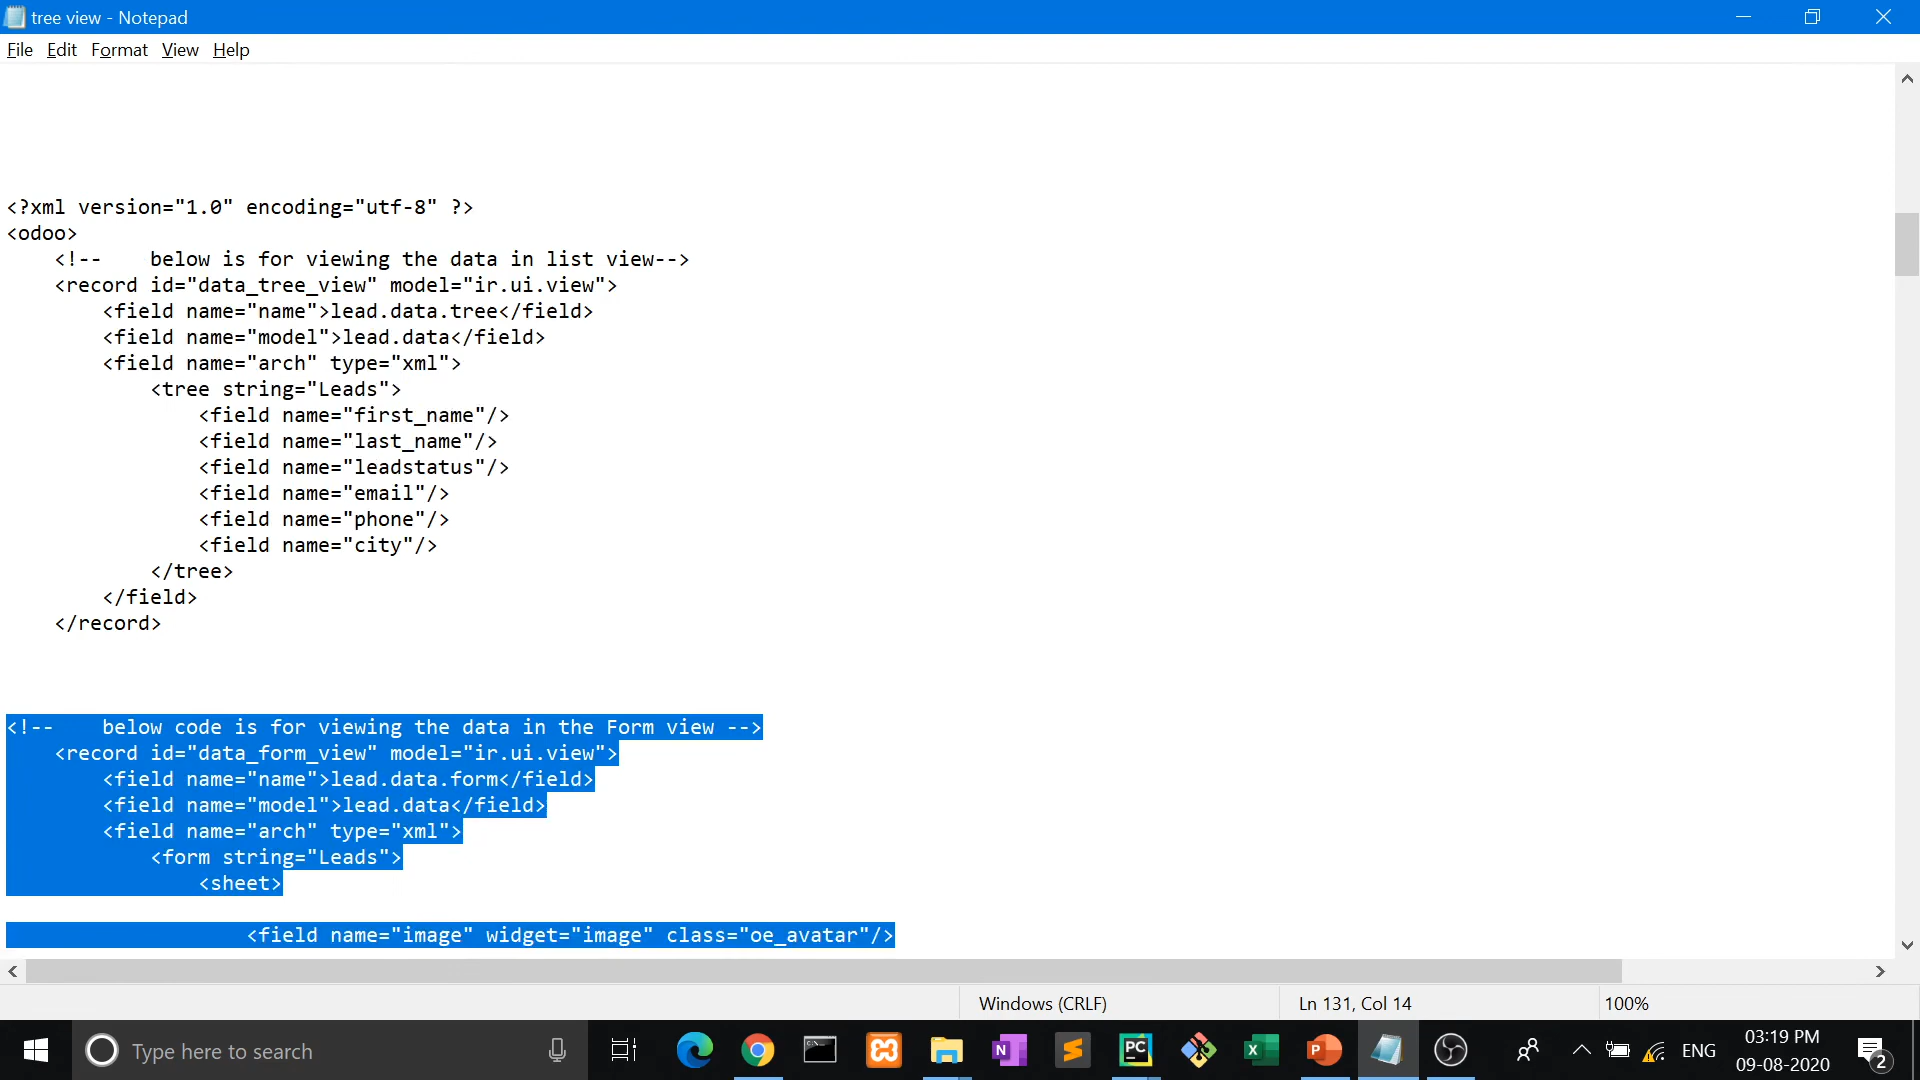 tree view - Notepad
File Edit Format View Help
<?xml version="1.0" encoding="utf-8" ?>
<odoo>
    <!--    below is for viewing the data in list view-->
    <record id="data_tree_view" model="ir.ui.view">
        <field name="name">lead.data.tree</field>
        <field name="model">lead.data</field>
        <field name="arch" type="xml">
            <tree string="Leads">
                <field name="first_name"/>
                <field name="last_name"/>
                <field name="leadstatus"/>
                <field name="email"/>
                <field name="phone"/>
                <field name="city"/>
            </tree>
        </field>
    </record>
<!--    below code is for viewing the data in the Form view -->
    <record id="data_form_view" model="ir.ui.view">
        <field name="name">lead.data.form</field>
        <field name="model">lead.data</field>
        <field name="arch" type="xml">
            <form string="Leads">
                <sheet>
                    <field name="image" widget="image" class="oe_avatar"/>
Windows (CRLF) Ln 131, Col 14 100%
Type here to search
N
PC
X
P
ENG
03:19 PM
09-08-2020
2